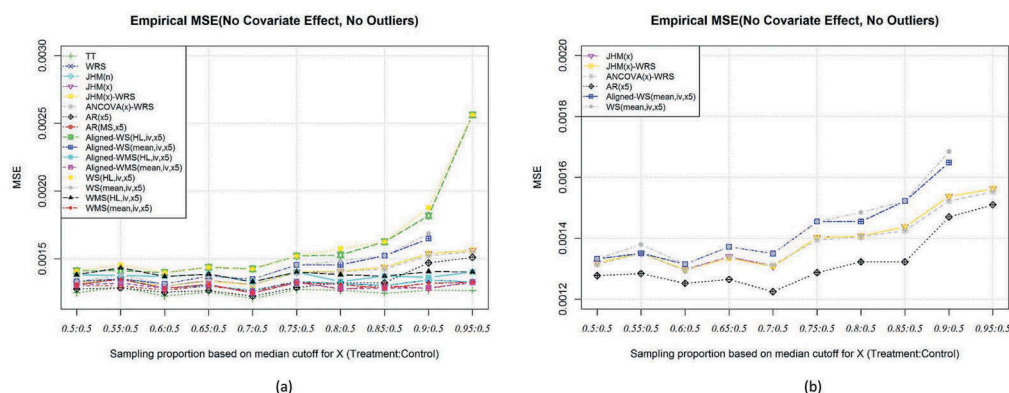 Empirical MSE(No Covariate Effect, No Outliers)
MSE
0.0030
0.0025
0.0020
0.0015
TT
WRS
JHM(n)
JHM(x)
JHM(x)-WRS
ANCOVA(x)-WRS
AR(x5)
AR(MS,x5)
Aligned-WS(HL,iv,x5)
Aligned-WS(mean,iv,x5)
Aligned-WMS(HL,iv,x5)
Aligned-WMS(mean,iv,x5)
WS(HL,iv,x5)
WS(mean,iv,x5)
WMS(HL,iv,x5)
WMS(mean,iv,x5)
0.5:0.5 0.55:0.5 0.6:0.5 0.65:0.5 0.7:0.5 0.75:0.5 0.8:0.5 0.85:0.5 0.9:0.5 0.95:0.5
Sampling proportion based on median cutoff for X (Treatment:Control)
(a)
Empirical MSE(No Covariate Effect, No Outliers)
MSE
0.0020
0.0018
0.0016
0.0014
0.0012
JHM(x)
JHM(x)-WRS
ANCOVA(x)-WRS
AR(x5)
Aligned-WS(mean,iv,x5)
WS(mean,iv,x5)
0.5:0.5 0.55:0.5 0.6:0.5 0.65:0.5 0.7:0.5 0.75:0.5 0.8:0.5 0.85:0.5 0.9:0.5 0.95:0.5
Sampling proportion based on median cutoff for X (Treatment:Control)
(b)